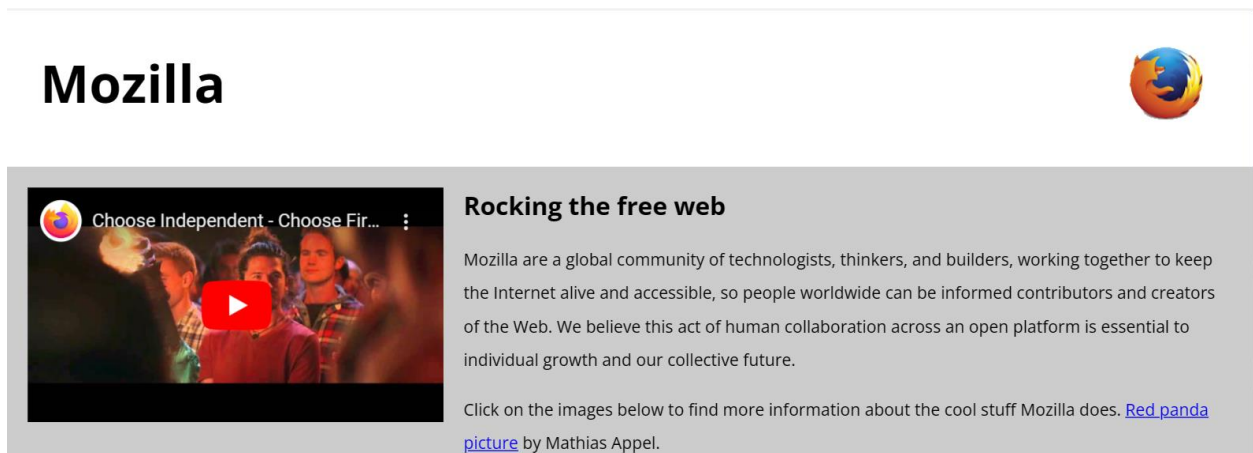 Mozilla
Choose Independent - Choose Fir...
Rocking the free web
Mozilla are a global community of technologists, thinkers, and builders, working together to keep
the Internet alive and accessible, so people worldwide can be informed contributors and creators
of the Web. We believe this act of human collaboration across an open platform is essential to
individual growth and our collective future.
Click on the images below to find more information about the cool stuff Mozilla does. Red panda
picture by Mathias Appel.